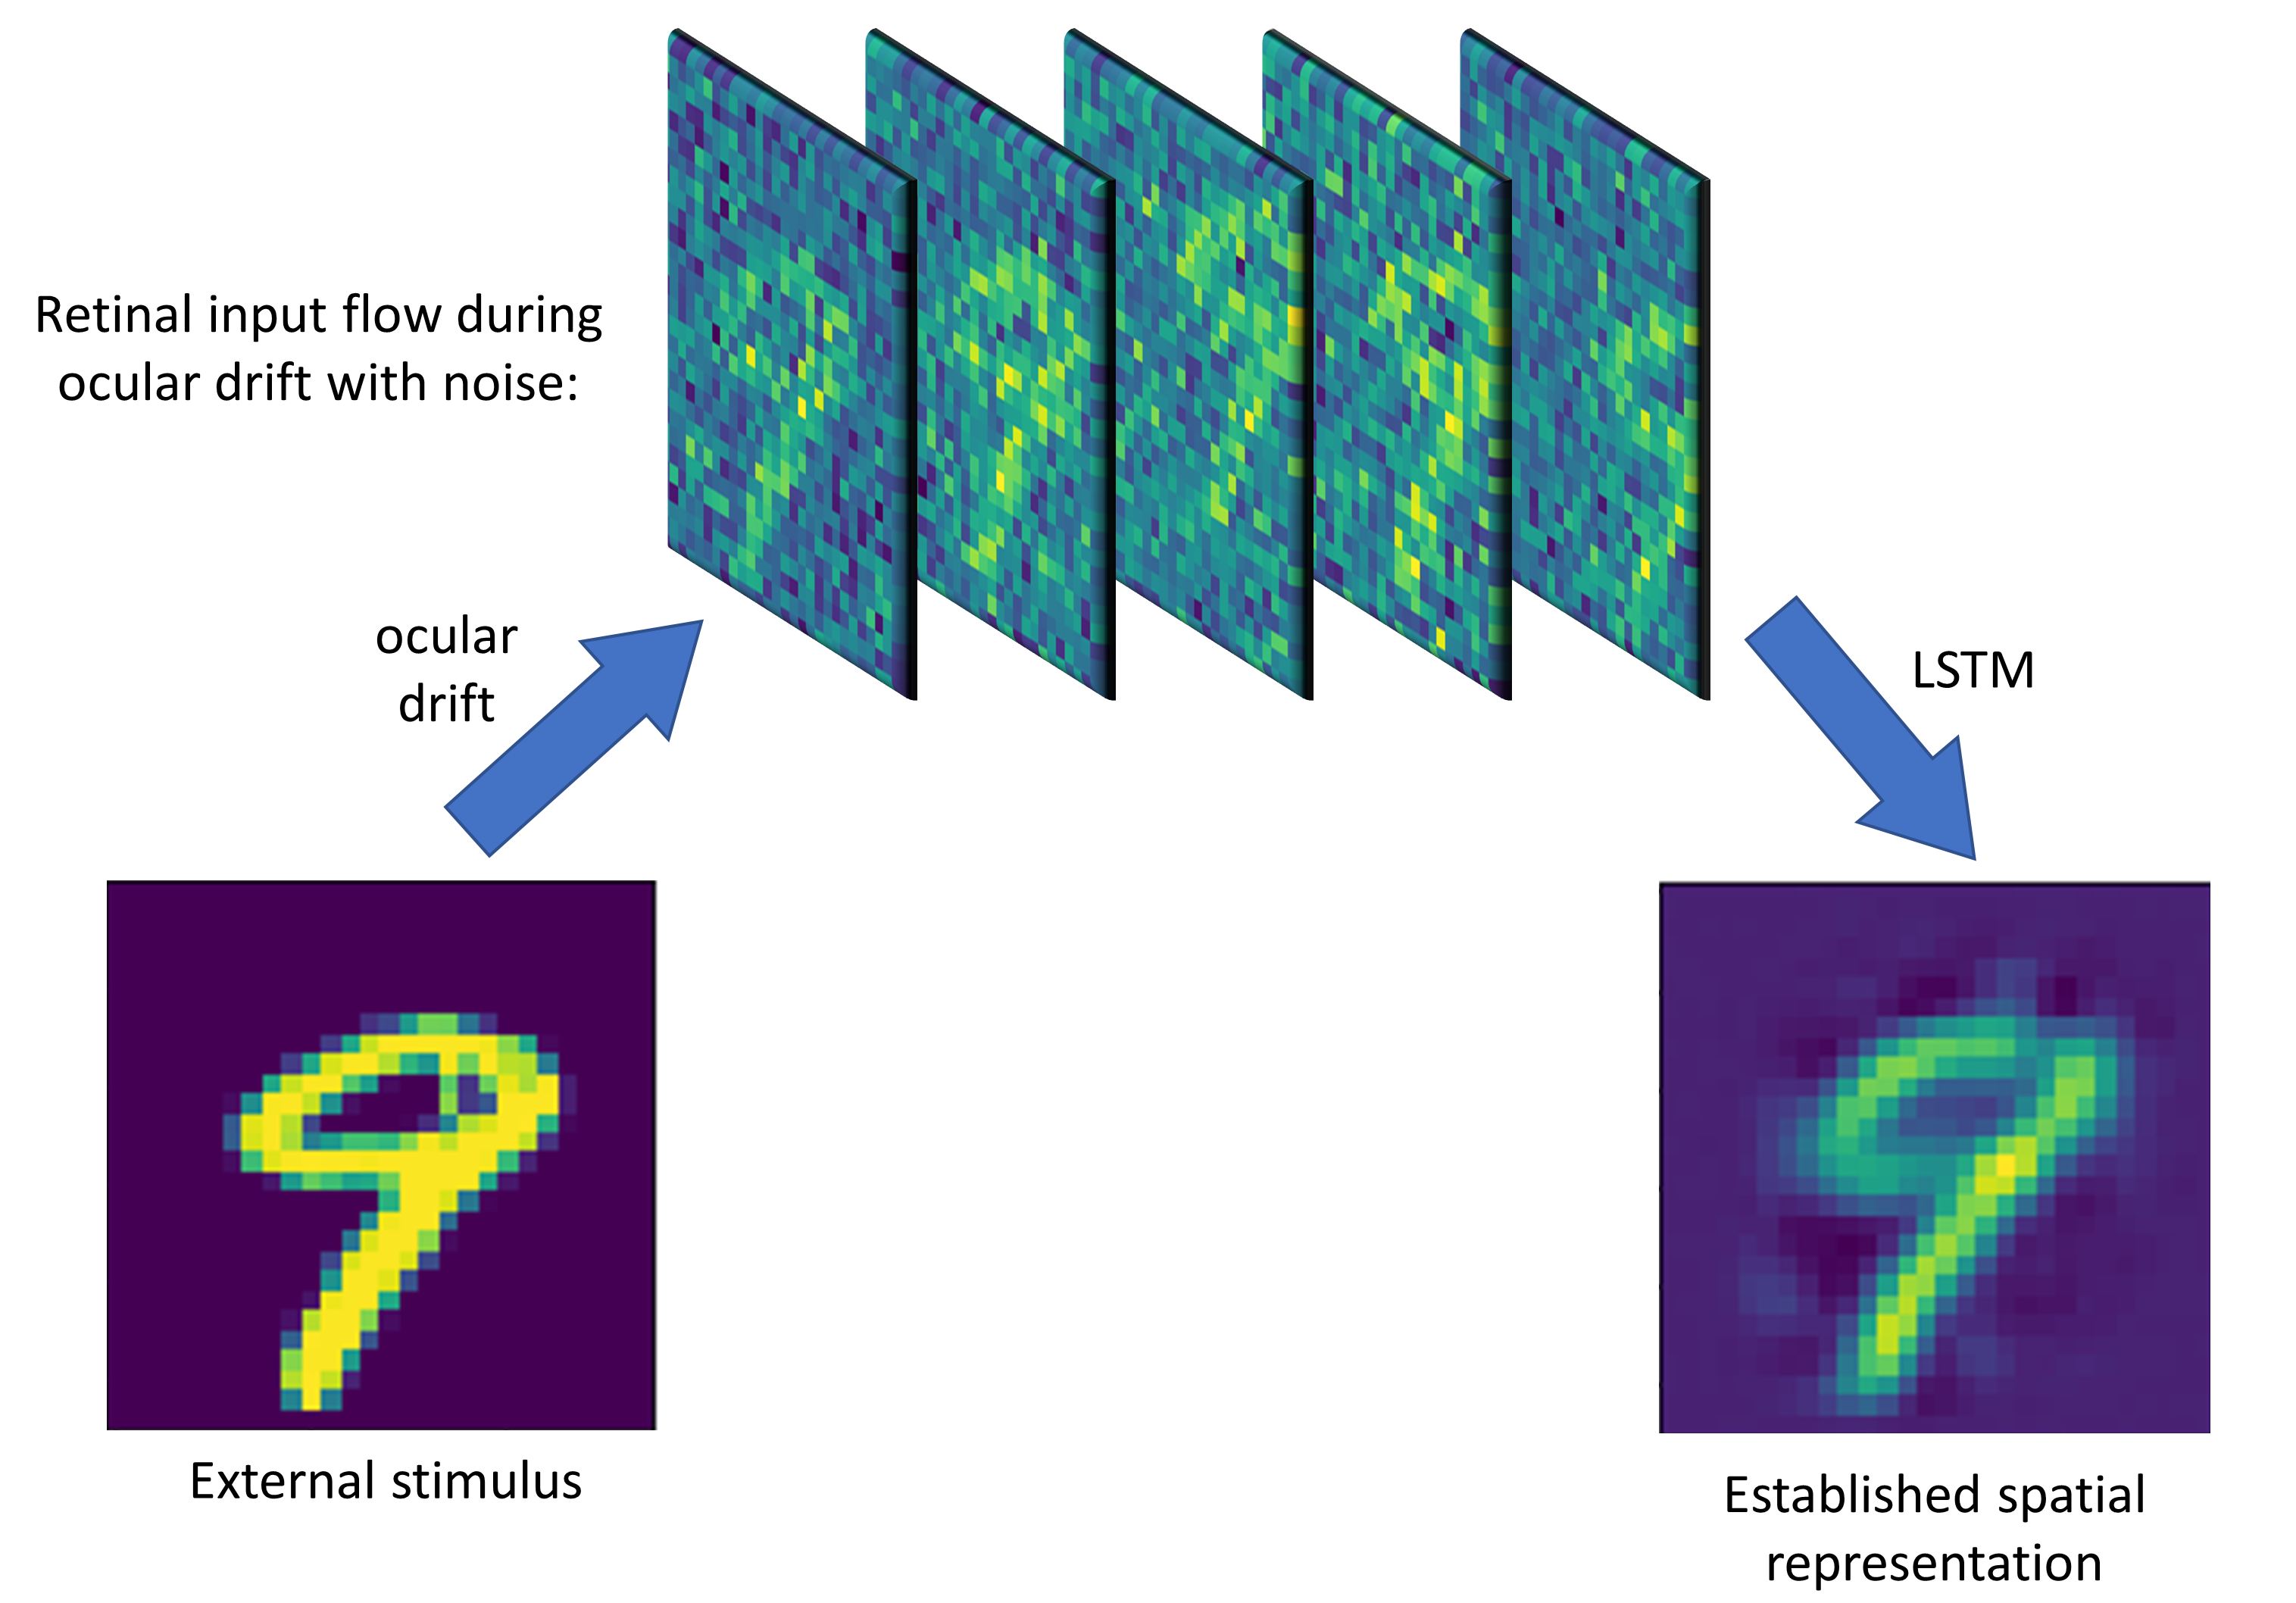 Retinal input flow during
ocular drift with noise:
ocular
drift
LSTM
External stimulus
Established spatial
representation